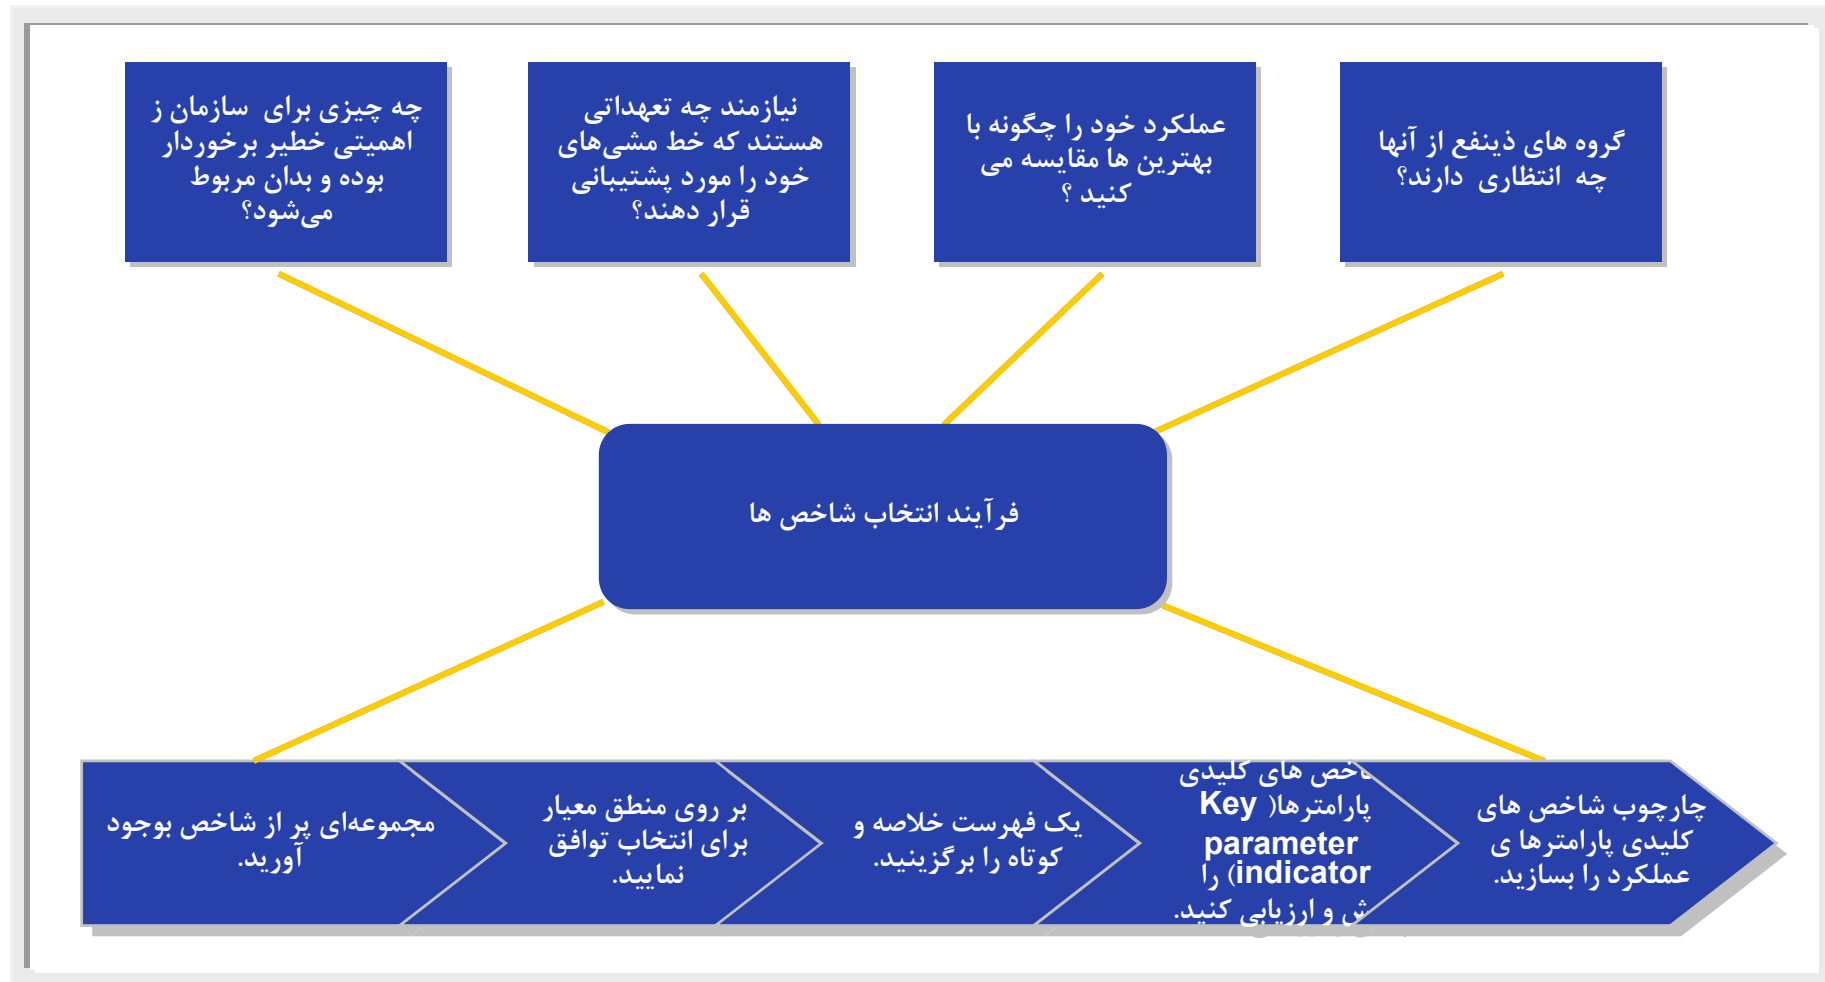 گروه های ذینفع از آنها
چه انتظاری دارند؟
عملکرد خود را چگونه با
بهترین ها مقایسه می
کنید ؟
نیازمند چه تعهداتی
هستند که خط مشی‌های
خود را مورد پشتیبانی
قرار دهند؟
چه چیزی برای سازمان ز
اهمیتی خطیر برخوردار
بوده و بدان مربوط
می‌شود؟
فرآیند انتخاب شاخص ها
مجموعه‌ای پر از شاخص بوجود
آورید.
بر روی منطق معیار
برای انتخاب توافق
نمایید.
یک فهرست خلاصه و
کوتاه را برگزینید.
های کلیدی
پارامترها( Key
parameter
indicator) را
و ارزیابی کنید.
چارچوب شاخص های
کلیدی پارامترها ی
عملکرد را بسازید.